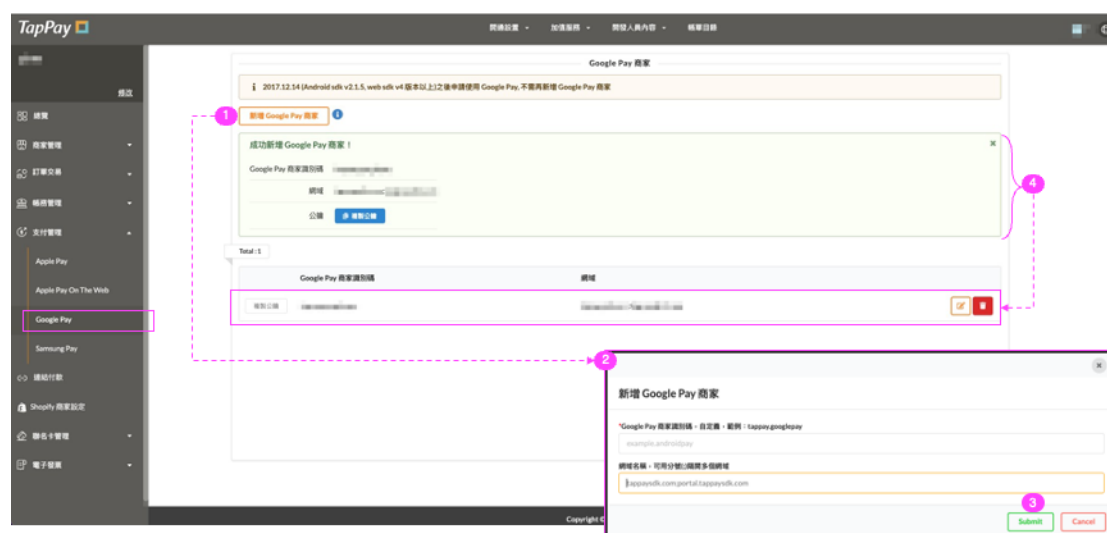 TapPay
開通設置
加值服務
開發人員內容
帳單目錄
修改
總覽
商家管理
訂單交易
帳務管理
支付管理
Apple Pay
Apple Pay On The Web
Google Pay
Samsung Pay
連結付款
Shopify 商家設定
聯名卡管理
電子發票
Google Pay 商家
2017.12.14 (Android sdk v2.1.5, web sdk v4 版本以上)之後申請使用 Google Pay, 不需再新增 Google Pay 商家
1
新增 Google Pay 商家
成功新增 Google Pay 商家！
Google Pay 商家識別碼
網域
公鑰
複製公鑰
4
Total : 1
Google Pay 商家識別碼
網域
複製公鑰
2
新增 Google Pay 商家
*Google Pay 商家識別碼，自定義，範例：tappay.googlepay
example.androidpay
網域名稱，可用分號(;)隔開多個網域
tappaysdk.com;portal.tappaysdk.com
3
Submit
Cancel
Copyright